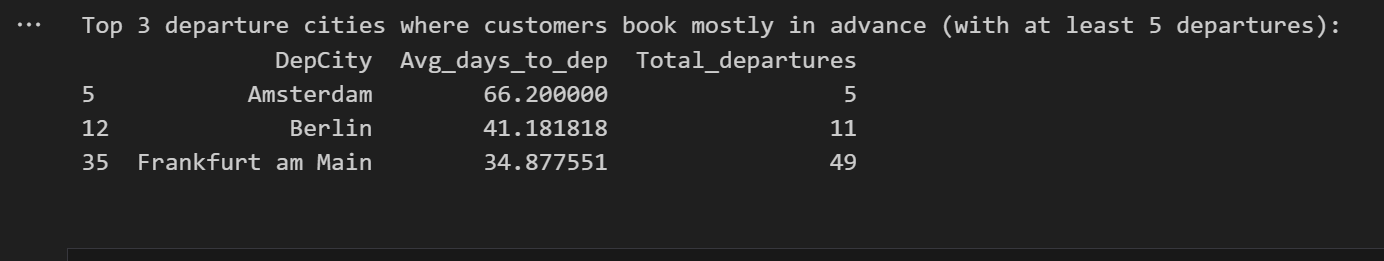 ... Top 3 departure cities where customers book mostly in advance (with at least 5 departures):
DepCity Avg_days_to_dep Total_departures
5 Amsterdam 66.200000 5
12 Berlin 41.181818 11
35 Frankfurt am Main 34.877551 49